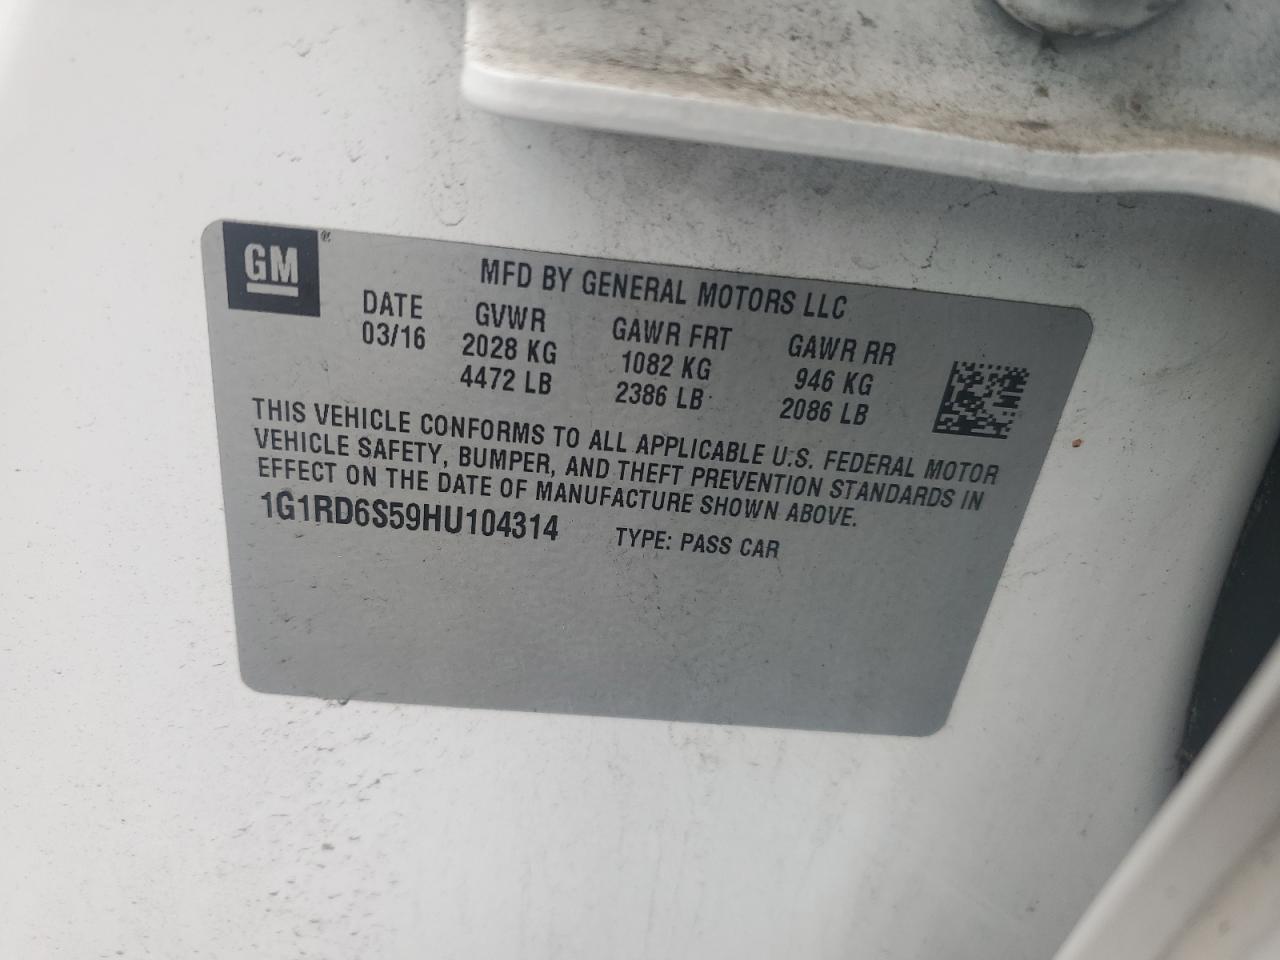 GM®
MFD BY GENERAL MOTORS LLC
DATE GVWR GAWR FRT GAWR RR
03/16 2028 KG 1082 KG 946 KG
4472 LB 2386 LB 2086 LB
THIS VEHICLE CONFORMS TO ALL APPLICABLE U.S. FEDERAL MOTOR
VEHICLE SAFETY, BUMPER, AND THEFT PREVENTION STANDARDS IN
EFFECT ON THE DATE OF MANUFACTURE SHOWN ABOVE.
1G1RD6S59HU104314 TYPE: PASS CAR